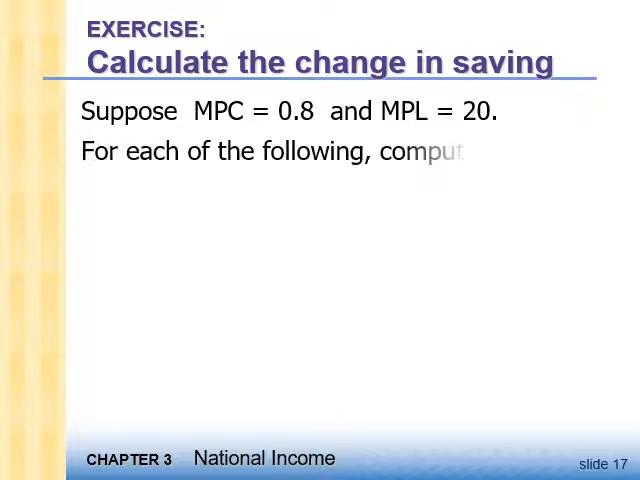 EXERCISE:
Calculate the change in saving
Suppose MPC = 0.8 and MPL = 20.
For each of the following, comput
CHAPTER 3 National Income
slide 17